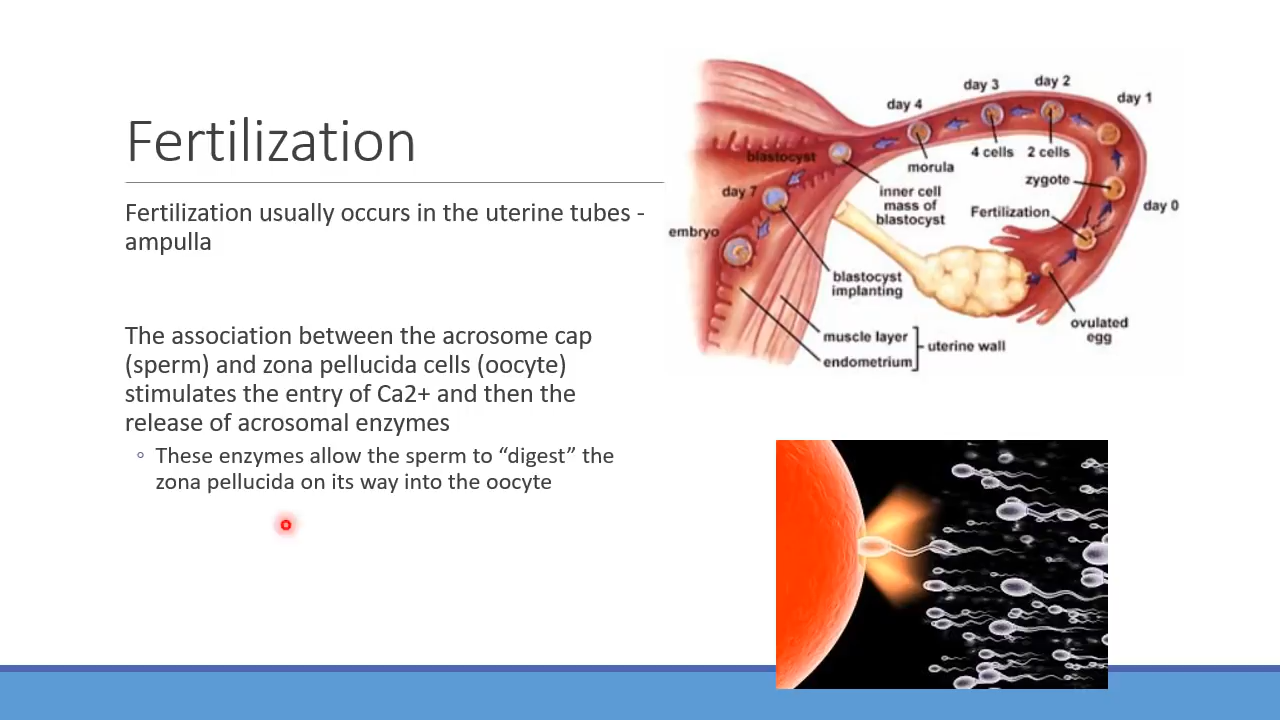 Fertilization
Fertilization usually occurs in the uterine tubes -
ampulla
The association between the acrosome cap
(sperm) and zona pellucida cells (oocyte)
stimulates the entry of Ca2+ and then the
release of acrosomal enzymes
These enzymes allow the sperm to “digest” the
zona pellucida on its way into the oocyte
day 4
day 3
day 2
day 1
blastocyst
morula
4 cells
2 cells
day 7
inner cell
mass of
blastocyst
zygote
day 0
Fertilization
embryo
blastocyst
implanting
ovulated
egg
muscle layer
uterine wall
endometrium